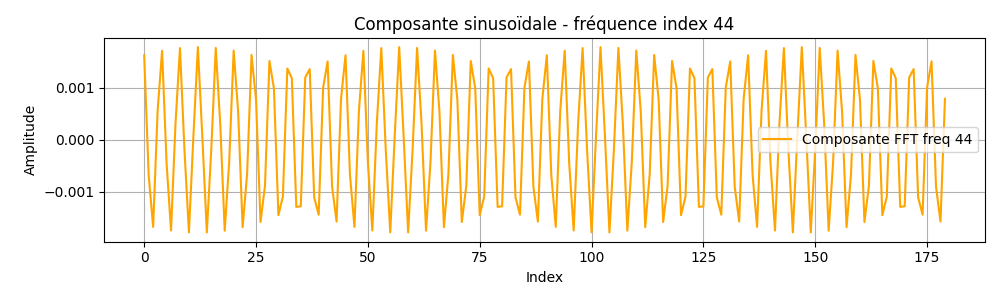 Composante sinusoïdale - fréquence index 44
Amplitude
0.001
0.000
−0.001
Composante FFT freq 44
0 25 50 75 100 125 150 175
Index